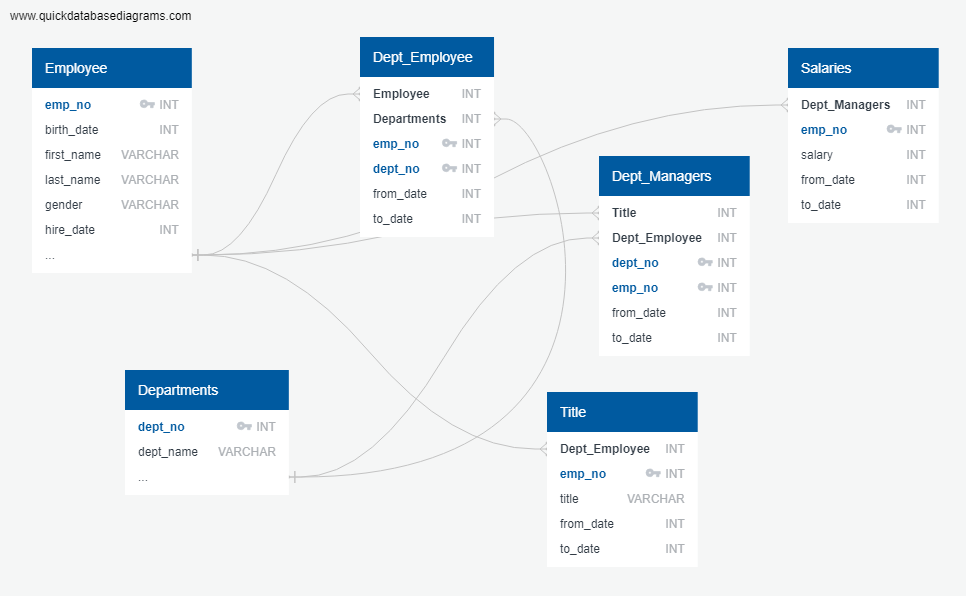 www.quickdatabasediagrams.com
Employee
emp_no INT
birth_date INT
first_name VARCHAR
last_name VARCHAR
gender VARCHAR
hire_date INT
...
Dept_Employee
Employee INT
Departments INT
emp_no INT
dept_no INT
from_date INT
to_date INT
Salaries
Dept_Managers INT
emp_no INT
salary INT
from_date INT
to_date INT
Dept_Managers
Title INT
Dept_Employee INT
dept_no INT
emp_no INT
from_date INT
to_date INT
Departments
dept_no INT
dept_name VARCHAR
...
Title
Dept_Employee INT
emp_no INT
title VARCHAR
from_date INT
to_date INT